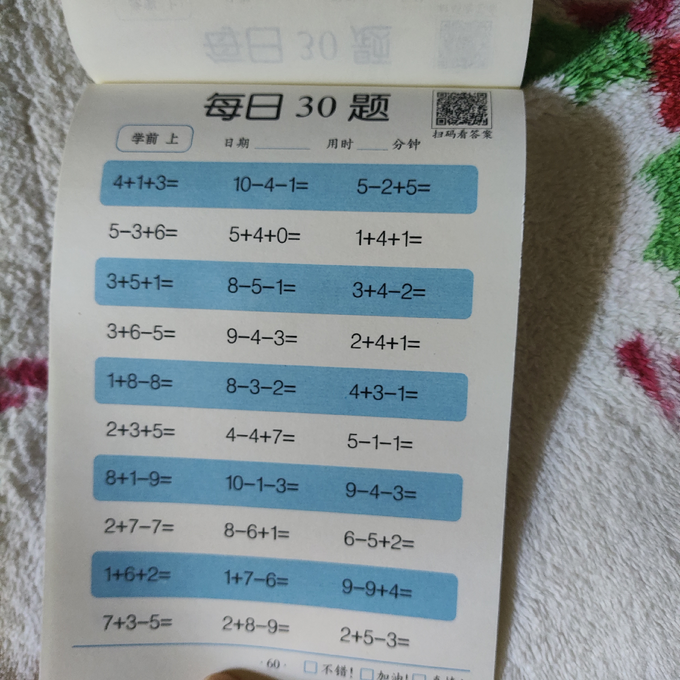 每日 30 题
扫码看答案
学前 上 日期 用时 分钟
4+1+3= 10−4−1= 5−2+5=
5−3+6= 5+4+0= 1+4+1=
3+5+1= 8−5−1= 3+4−2=
3+6−5= 9−4−3= 2+4+1=
1+8−8= 8−3−2= 4+3−1=
2+3+5= 4−4+7= 5−1−1=
8+1−9= 10−1−3= 9−4−3=
2+7−7= 8−6+1= 6−5+2=
1+6+2= 1+7−6= 9−9+4=
7+3−5= 2+8−9= 2+5−3=
·60· 不错! 加油!